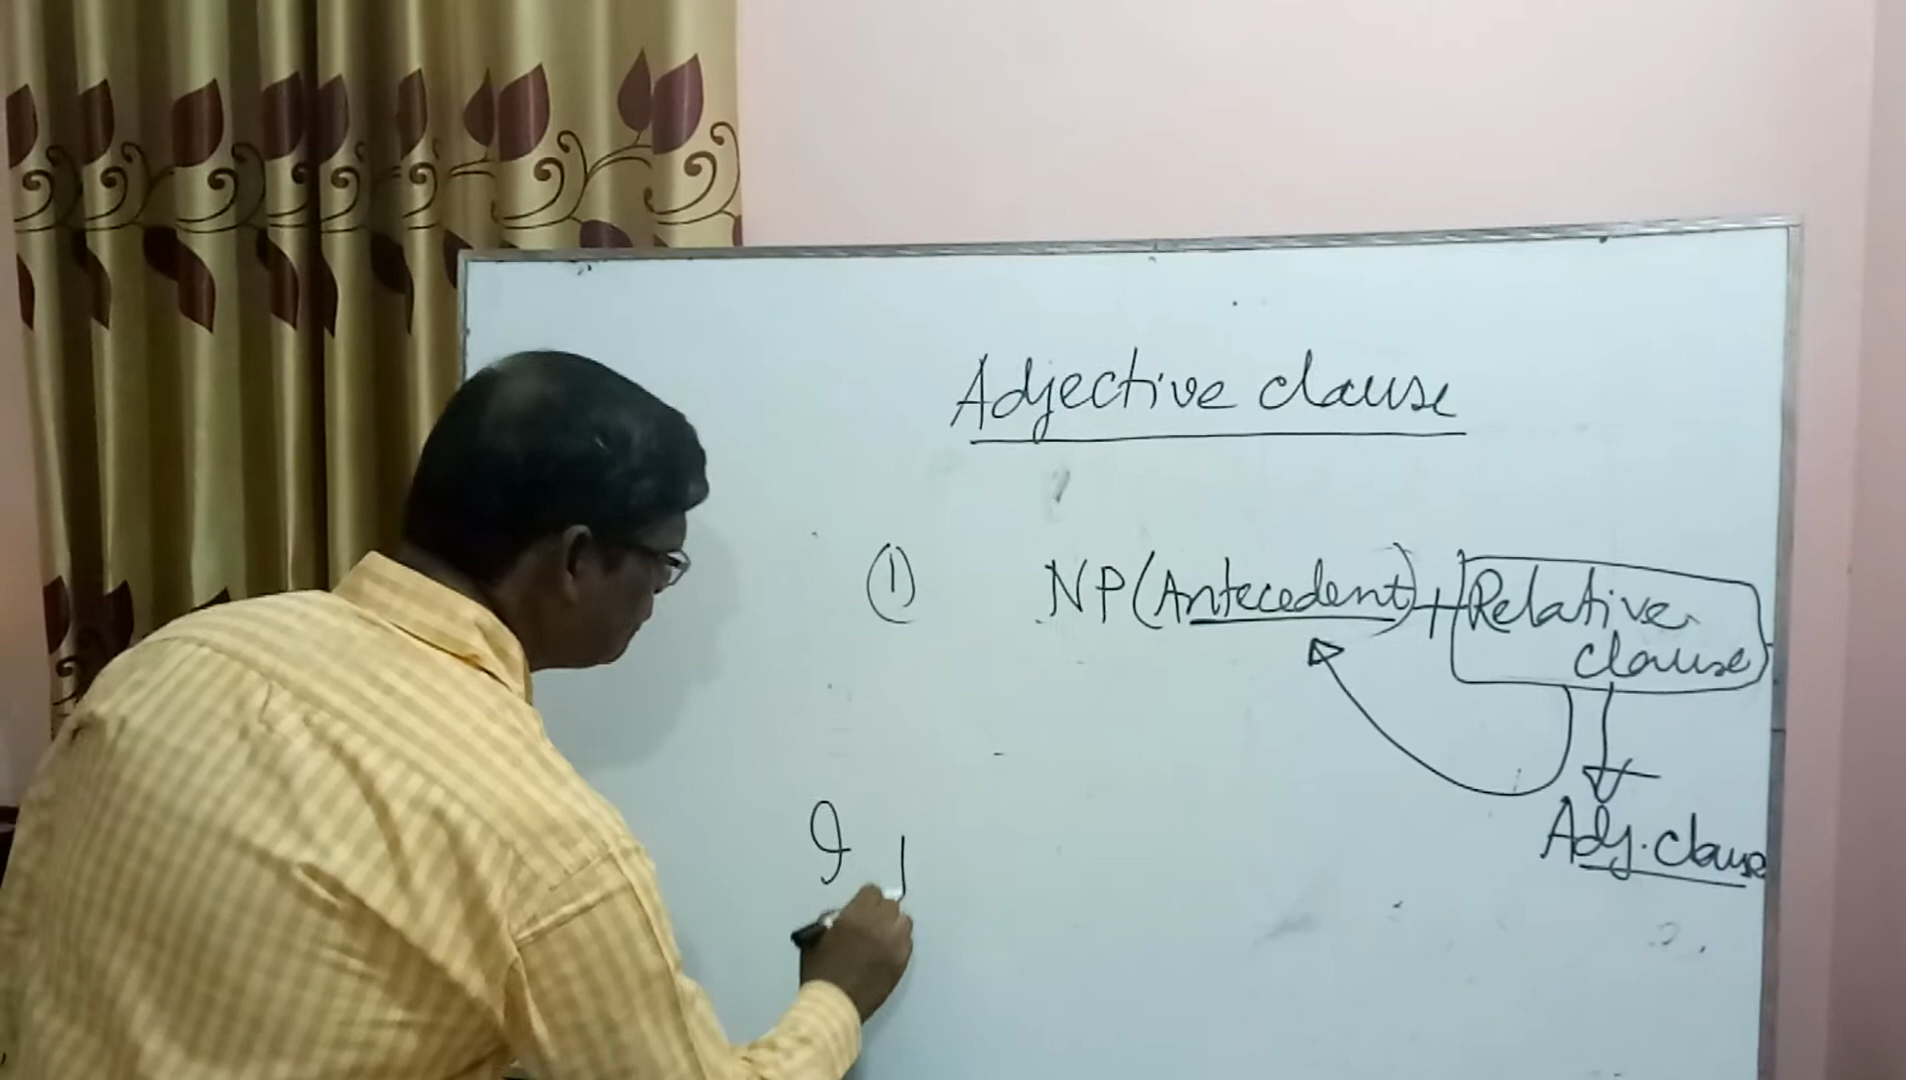 Adjective clause
① NP (Antecedent) + Relative
clause
Adj. clause
I